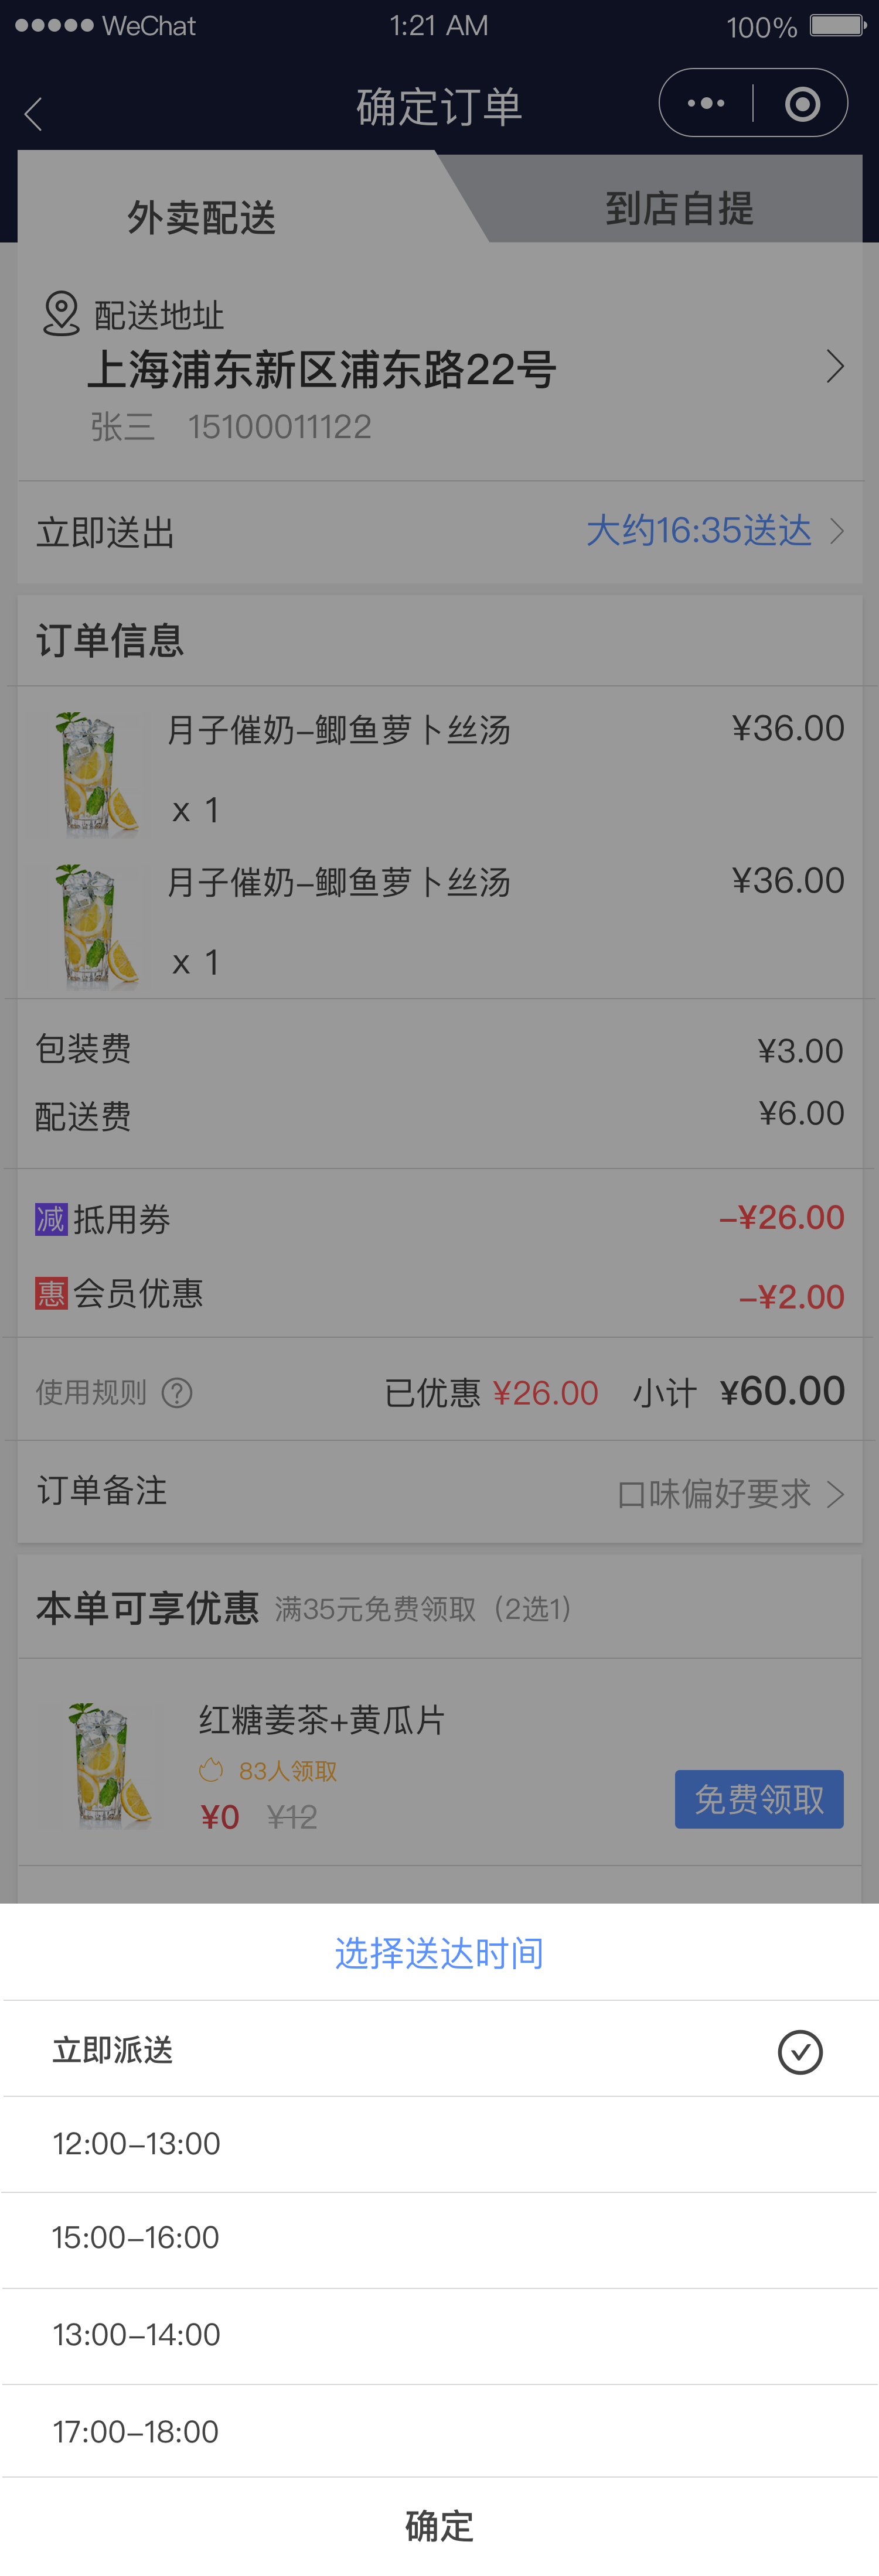 WeChat 1:21 AM 100%
确定订单
外卖配送 到店自提
配送地址
上海浦东新区浦东路22号
张三 15100011122
立即送出 大约16:35送达
订单信息
月子催奶–鲫鱼萝卜丝汤 ¥36.00
x 1
月子催奶–鲫鱼萝卜丝汤 ¥36.00
x 1
包装费 ¥3.00
配送费 ¥6.00
减 抵用券 –¥26.00
惠 会员优惠 –¥2.00
使用规则 ? 已优惠 ¥26.00 小计 ¥60.00
订单备注 口味偏好要求
本单可享优惠 满35元免费领取（2选1）
红糖姜茶+黄瓜片
83人领取
¥0 ¥12 免费领取
选择送达时间
立即派送
12:00–13:00
15:00–16:00
13:00–14:00
17:00–18:00
确定